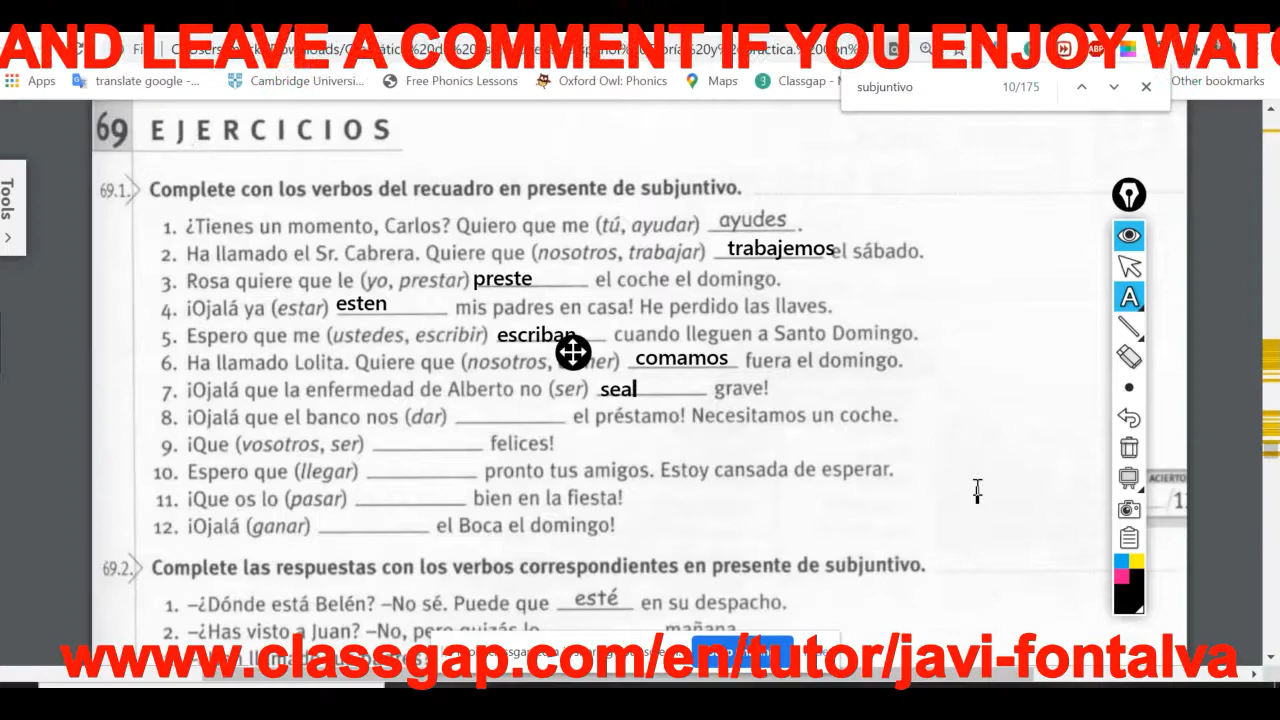 AND LEAVE A COMMENT IF YOU ENJOY
Apps translate google -... Cambridge Universi... Free Phonics Lessons Oxford Owl: Phonics Maps Classgap - Other bookmarks
subjuntivo 10/175
Tools
69 EJERCICIOS
69.1. Complete con los verbos del recuadro en presente de subjuntivo.
1. ¿Tienes un momento, Carlos? Quiero que me (tú, ayudar) ayudes.
2. Ha llamado el Sr. Cabrera. Quiere que (nosotros, trabajar) trabajemos el sábado.
3. Rosa quiere que le (yo, prestar) preste el coche el domingo.
4. ¡Ojalá ya (estar) esten mis padres en casa! He perdido las llaves.
5. Espero que me (ustedes, escribir) escriban cuando lleguen a Santo Domingo.
6. Ha llamado Lolita. Quiere que (nosotros, comamos fuera el domingo.
7. ¡Ojalá que la enfermedad de Alberto no (ser) sea grave!
8. ¡Ojalá que el banco nos (dar) ___ el préstamo! Necesitamos un coche.
9. ¡Que (vosotros, ser) ___ felices!
10. Espero que (llegar) ___ pronto tus amigos. Estoy cansada de esperar.
11. ¡Que os lo (pasar) ___ bien en la fiesta!
12. ¡Ojalá (ganar) ___ el Boca el domingo!
ACIERTO
69.2. Complete las respuestas con los verbos correspondientes en presente de subjuntivo.
1. –¿Dónde está Belén? –No sé. Puede que esté en su despacho.
2. –¿Has visto a Juan? –No, pero quizás lo ___ mañana
www.classgap.com/en/tutor/javi-fontalva